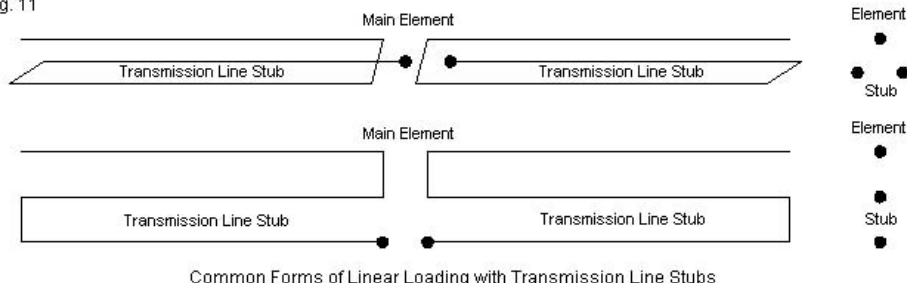 g. 11
Main Element
Element
Transmission Line Stub
Transmission Line Stub
Stub
Main Element
Element
Transmission Line Stub
Transmission Line Stub
Stub
Common Forms of Linear Loading with Transmission Line Stubs